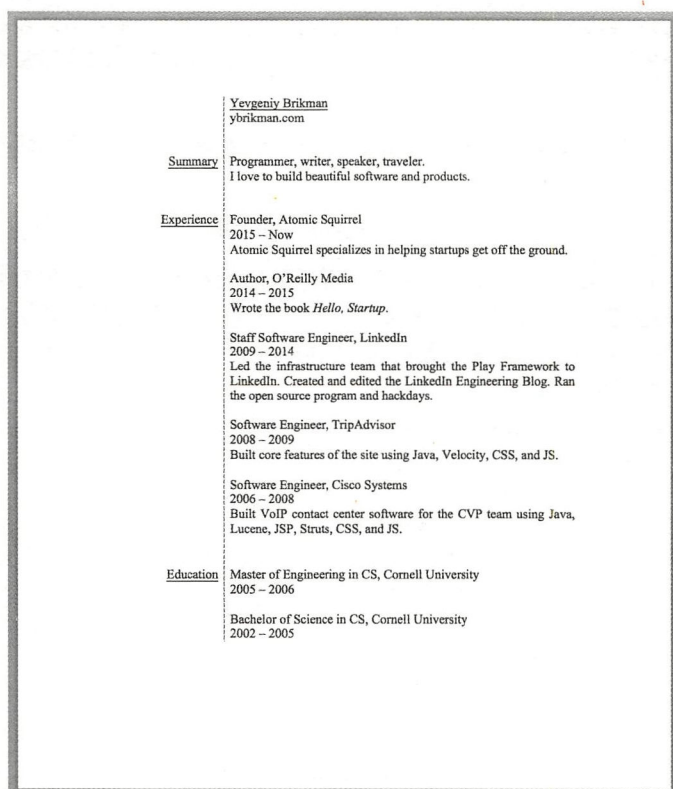 Yevgeniy Brikman
ybrikman.com
Summary
Programmer, writer, speaker, traveler.
I love to build beautiful software and products.
Experience
Founder, Atomic Squirrel
2015 – Now
Atomic Squirrel specializes in helping startups get off the ground.
Author, O’Reilly Media
2014 – 2015
Wrote the book Hello, Startup.
Staff Software Engineer, LinkedIn
2009 – 2014
Led the infrastructure team that brought the Play Framework to
LinkedIn. Created and edited the LinkedIn Engineering Blog. Ran
the open source program and hackdays.
Software Engineer, TripAdvisor
2008 – 2009
Built core features of the site using Java, Velocity, CSS, and JS.
Software Engineer, Cisco Systems
2006 – 2008
Built VoIP contact center software for the CVP team using Java,
Lucene, JSP, Struts, CSS, and JS.
Education
Master of Engineering in CS, Cornell University
2005 – 2006
Bachelor of Science in CS, Cornell University
2002 – 2005